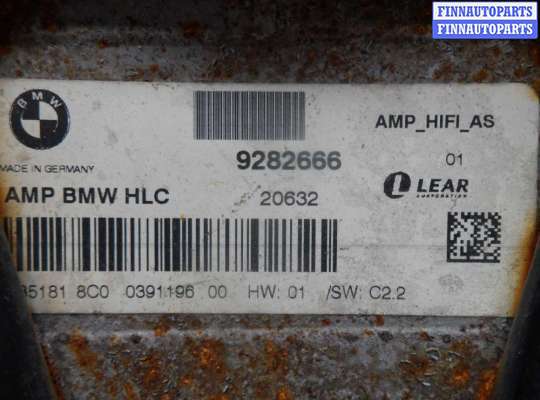 FINNAUTOPARTS
FINNAUTOPARTS
BMW
AMP_HIFI_AS
9282666
01
MADE IN GERMANY
LEAR
CORPORATION
AMP BMW HLC
20632
35181 8C0 0391196 00 HW: 01 /SW: C2.2